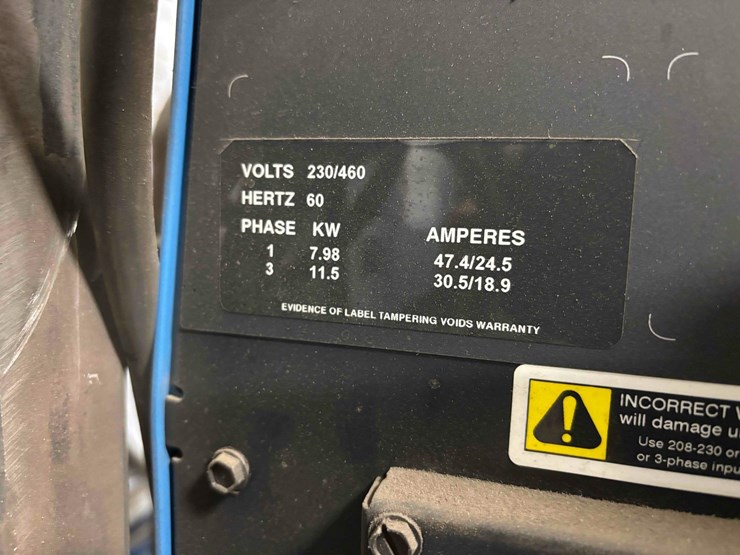 VOLTS 230/460
HERTZ 60
PHASE KW AMPERES
1 7.98 47.4/24.5
3 11.5 30.5/18.9
EVIDENCE OF LABEL TAMPERING VOIDS WARRANTY
INCORRECT
will damage
Use 208-230 or
or 3-phase